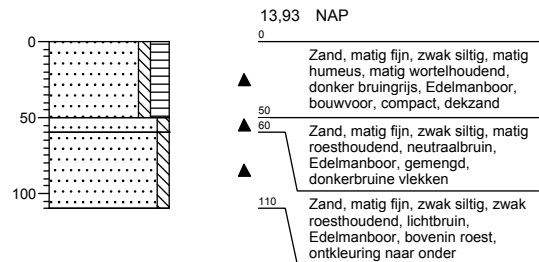 13,93 NAP
0
0
Zand, matig fijn, zwak siltig, matig
humeus, matig wortelhoudend,
donker bruingrijs, Edelmanboor,
bouwvoor, compact, dekzand
50
50
60
Zand, matig fijn, zwak siltig, matig
roesthoudend, neutraalbruin,
Edelmanboor, gemengd,
donkerbruine vlekken
100
110
Zand, matig fijn, zwak siltig, zwak
roesthoudend, lichtbruin,
Edelmanboor, bovenin roest,
ontkleuring naar onder